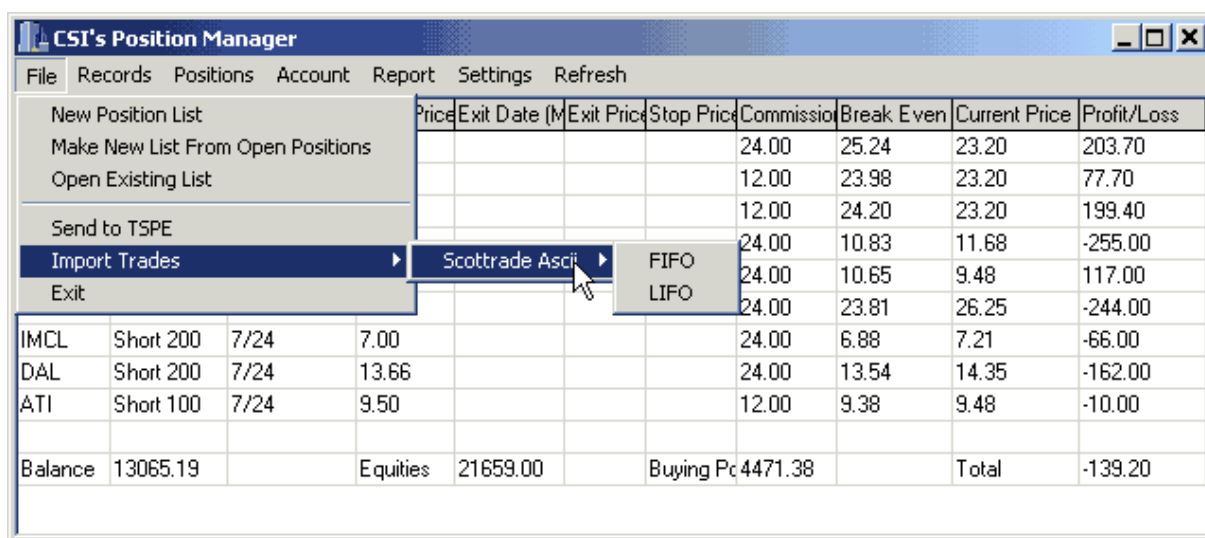 CSI's Position Manager
File Records Positions Account Report Settings Refresh
New Position List
Make New List From Open Positions
Open Existing List
Send to TSPE
Import Trades
Exit
Scottrade Ascii
FIFO
LIFO
Price Exit Date (M Exit Price Stop Price Commission Break Even Current Price Profit/Loss
24.00 25.24 23.20 203.70
12.00 23.98 23.20 77.70
12.00 24.20 23.20 199.40
24.00 10.83 11.68 -255.00
24.00 10.65 9.48 117.00
24.00 23.81 26.25 -244.00
IMCL Short 200 7/24 7.00 24.00 6.88 7.21 -66.00
DAL Short 200 7/24 13.66 24.00 13.54 14.35 -162.00
ATI Short 100 7/24 9.50 12.00 9.38 9.48 -10.00
Balance 13065.19 Equities 21659.00 Buying Po 4471.38 Total -139.20